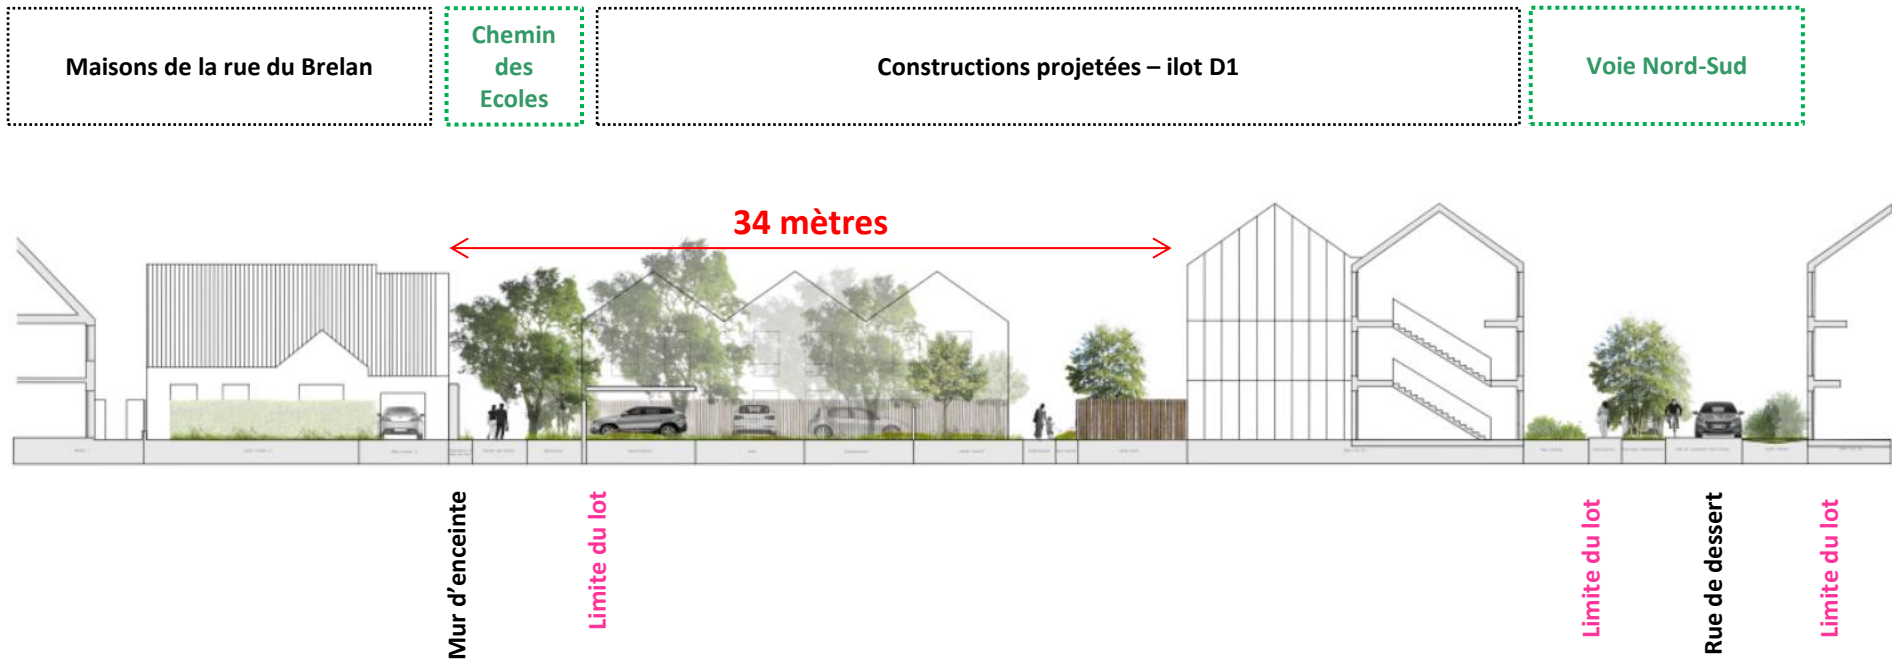 Maisons de la rue du Brelan
Chemin
des
Ecoles
Constructions projetées – ilot D1
Voie Nord-Sud
34 mètres
Mur d’enceinte
Limite du lot
Limite du lot
Rue de dessert
Limite du lot